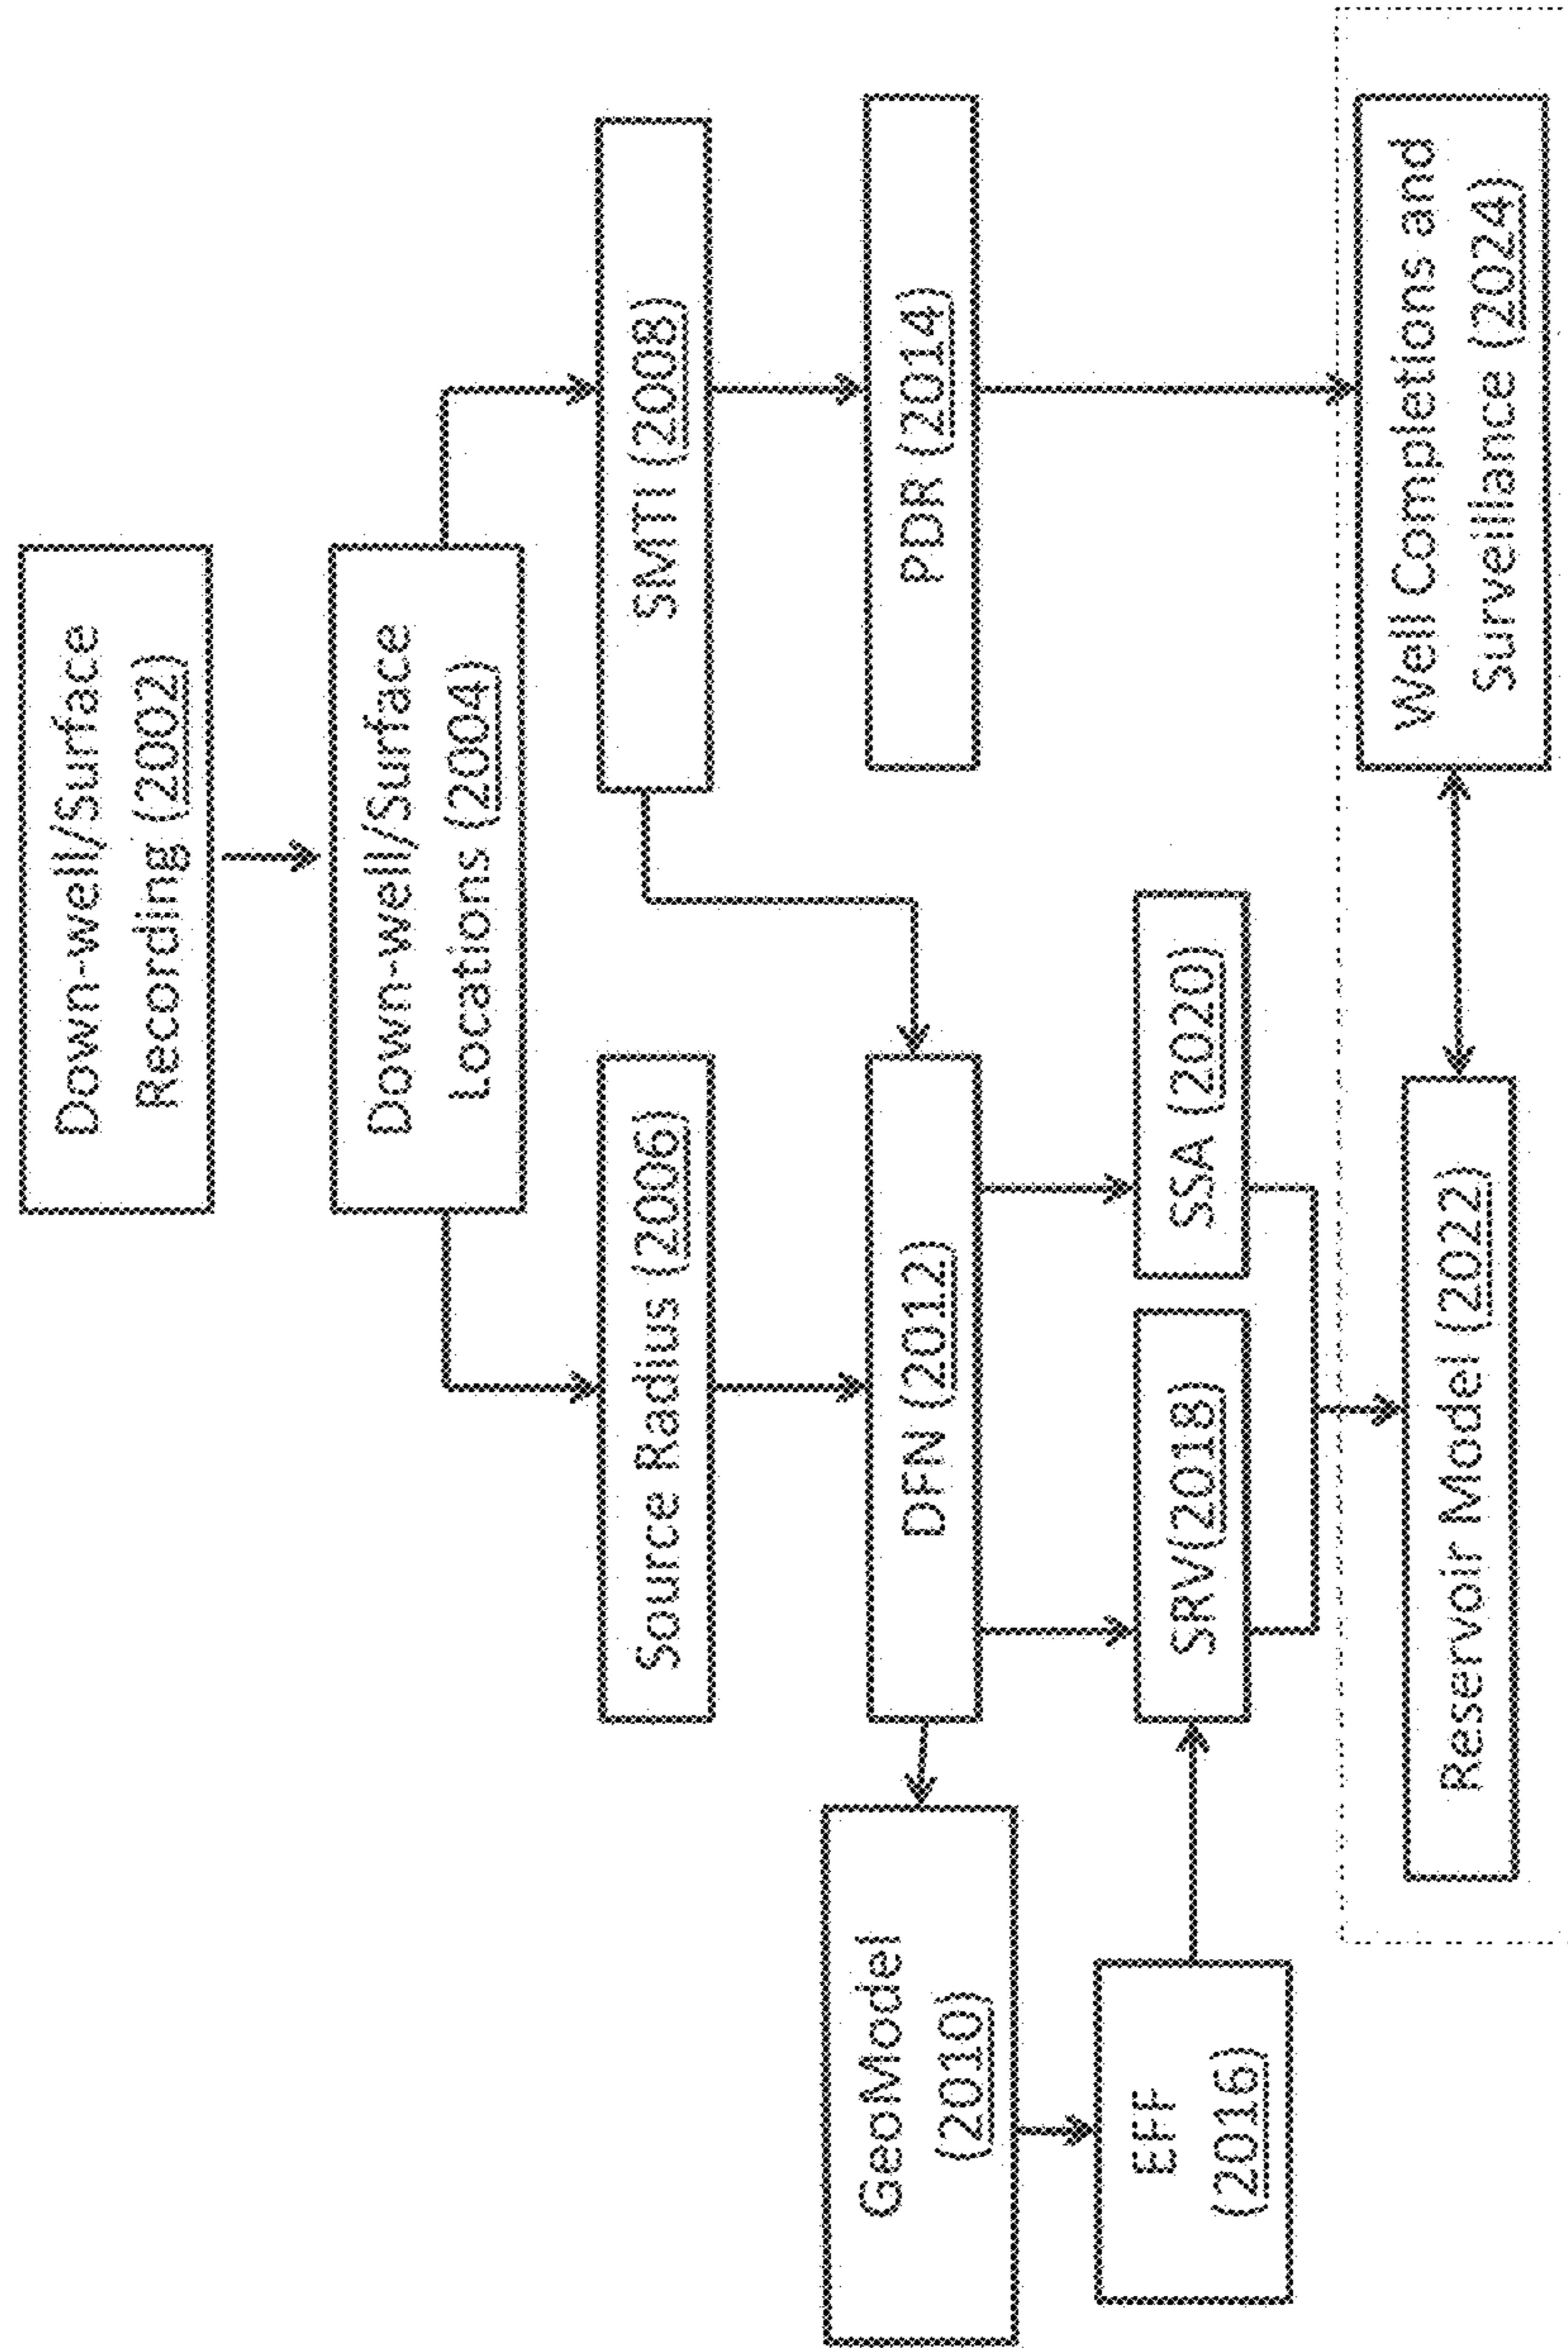 Down-well/Surface
Recording (2002)
Down-well/Surface
Locations (2004)
Source Radius (2006)
SMTI (2008)
GeoModel
(2010)
DFN (2012)
PDR (2014)
EFF
(2016)
SRV(2018)
SSA (2020)
Reservoir Model (2022)
Well Completions and
Surveillance (2024)